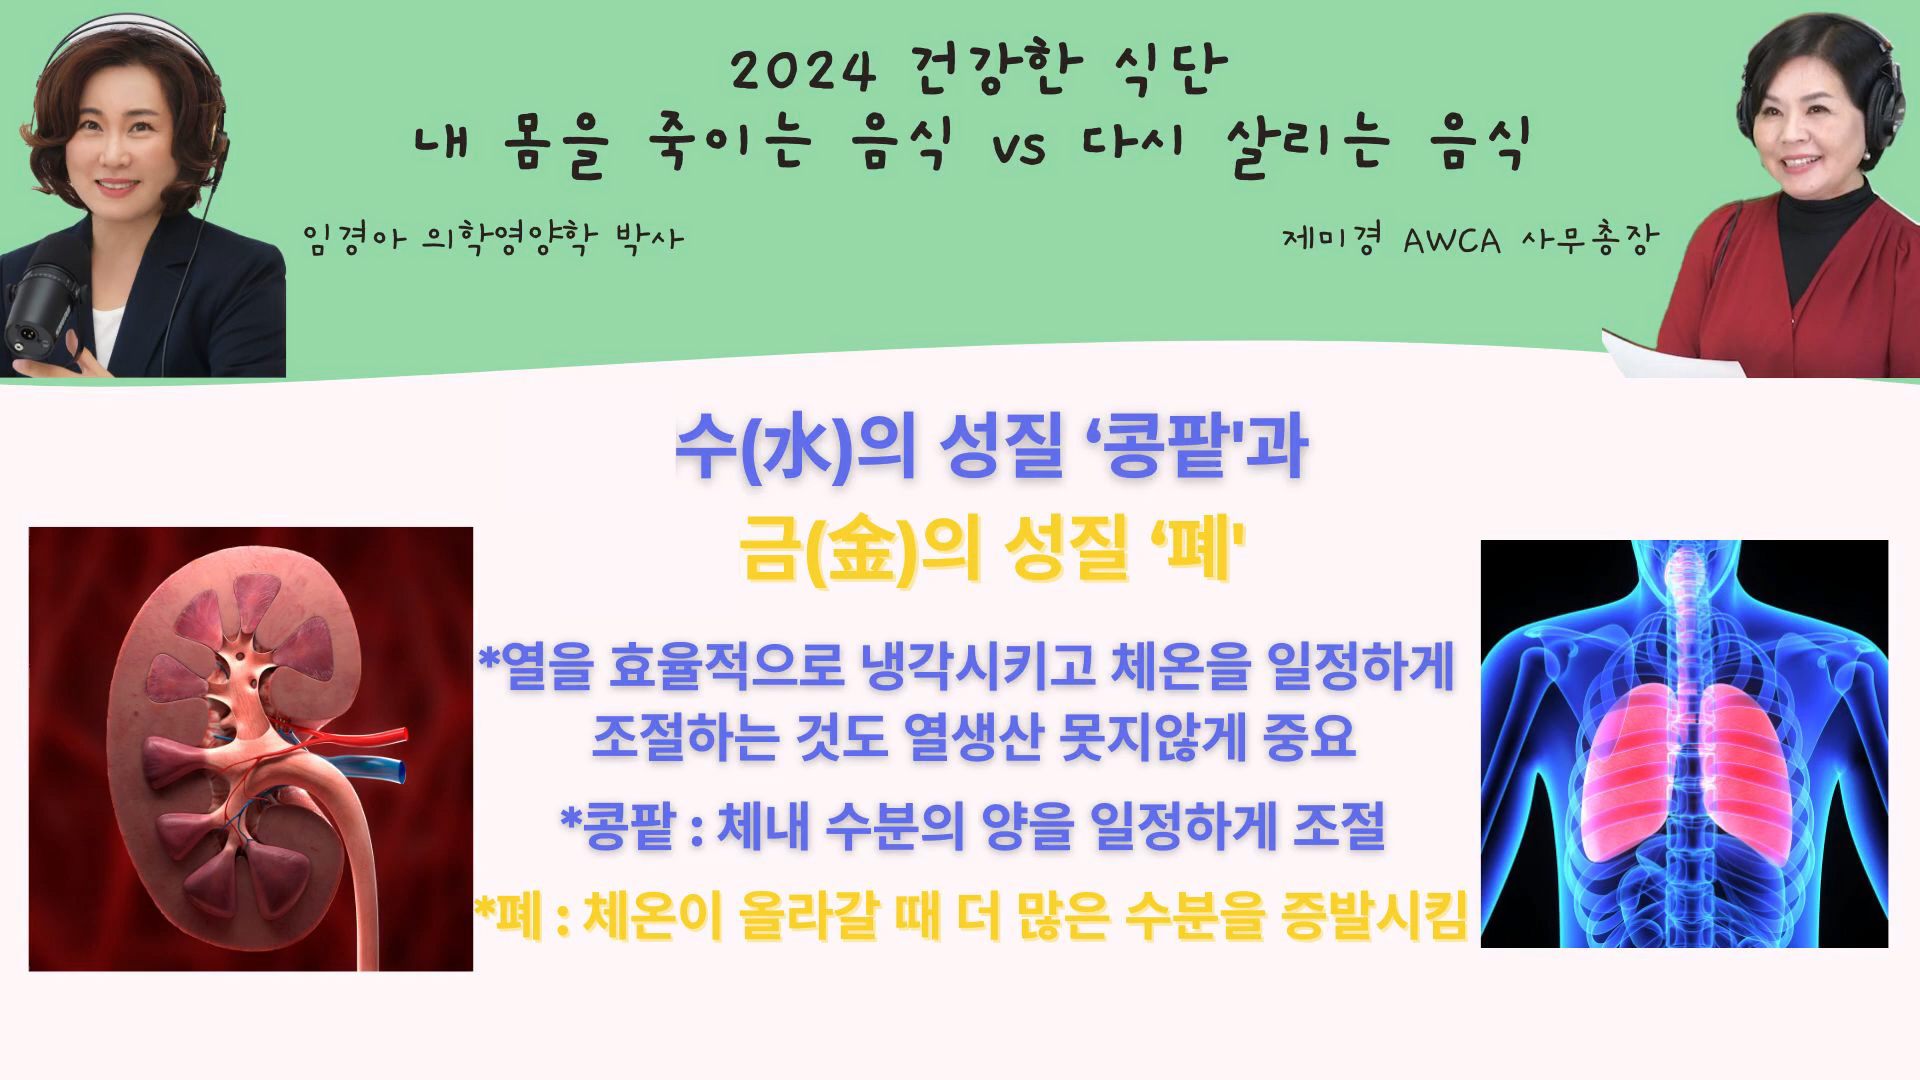 2024 건강한 식단
내 몸을 죽이는 음식 vs 다시 살리는 음식
임경아 의학영양학 박사
제미경 AWCA 사무총장
수(水)의 성질 ‘콩팥'과
금(金)의 성질 ‘폐'
*열을 효율적으로 냉각시키고 체온을 일정하게
조절하는 것도 열생산 못지않게 중요
*콩팥 : 체내 수분의 양을 일정하게 조절
*폐 : 체온이 올라갈 때 더 많은 수분을 증발시킴